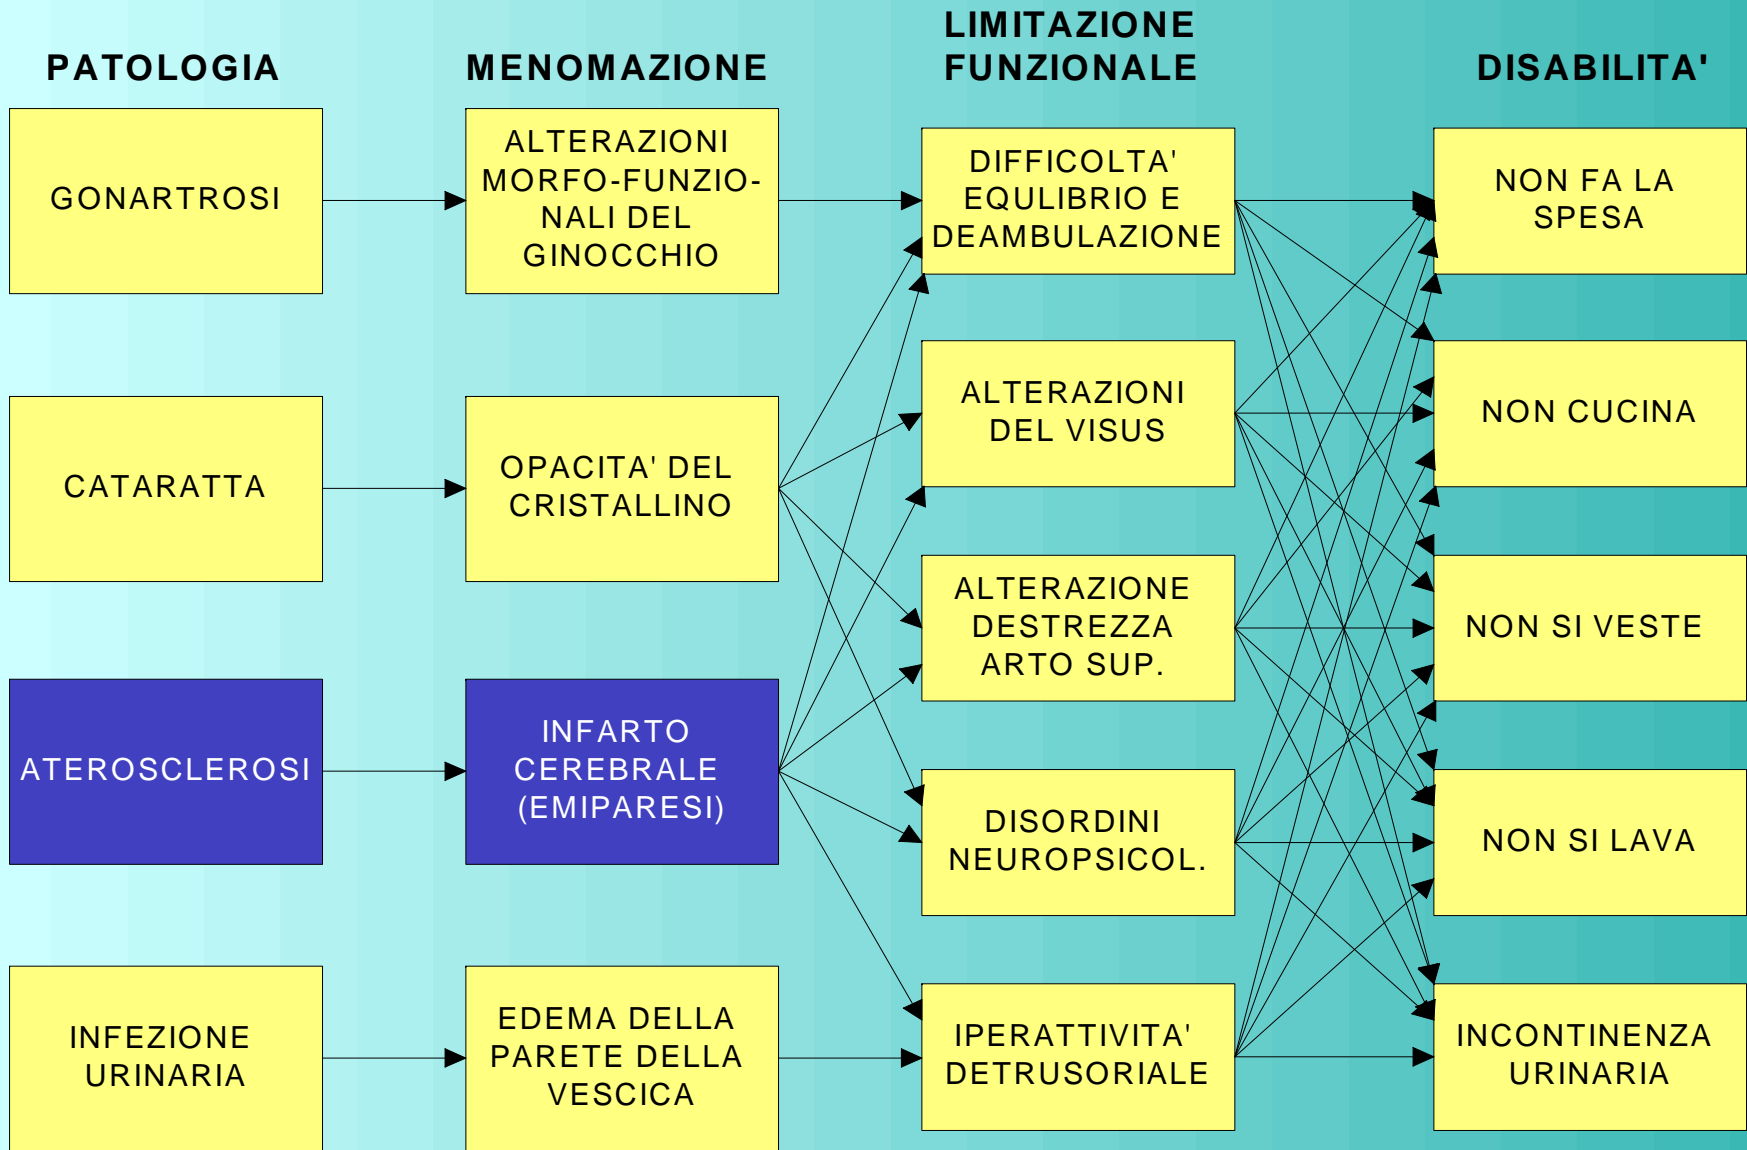 PATOLOGIA
MENOMAZIONE
LIMITAZIONE
FUNZIONALE
DISABILITA'
GONARTROSI
ALTERAZIONI
MORFO-FUNZIO-
NALI DEL
GINOCCHIO
DIFFICOLTA'
EQULIBRIO E
DEAMBULAZIONE
NON FA LA
SPESA
CATARATTA
OPACITA' DEL
CRISTALLINO
ALTERAZIONI
DEL VISUS
NON CUCINA
ALTERAZIONE
DESTREZZA
ARTO SUP.
NON SI VESTE
ATEROSCLEROSI
INFARTO
CEREBRALE
(EMIPARESI)
DISORDINI
NEUROPSICOL.
NON SI LAVA
INFEZIONE
URINARIA
EDEMA DELLA
PARETE DELLA
VESCICA
IPERATTIVITA'
DETRUSORIALE
INCONTINENZA
URINARIA